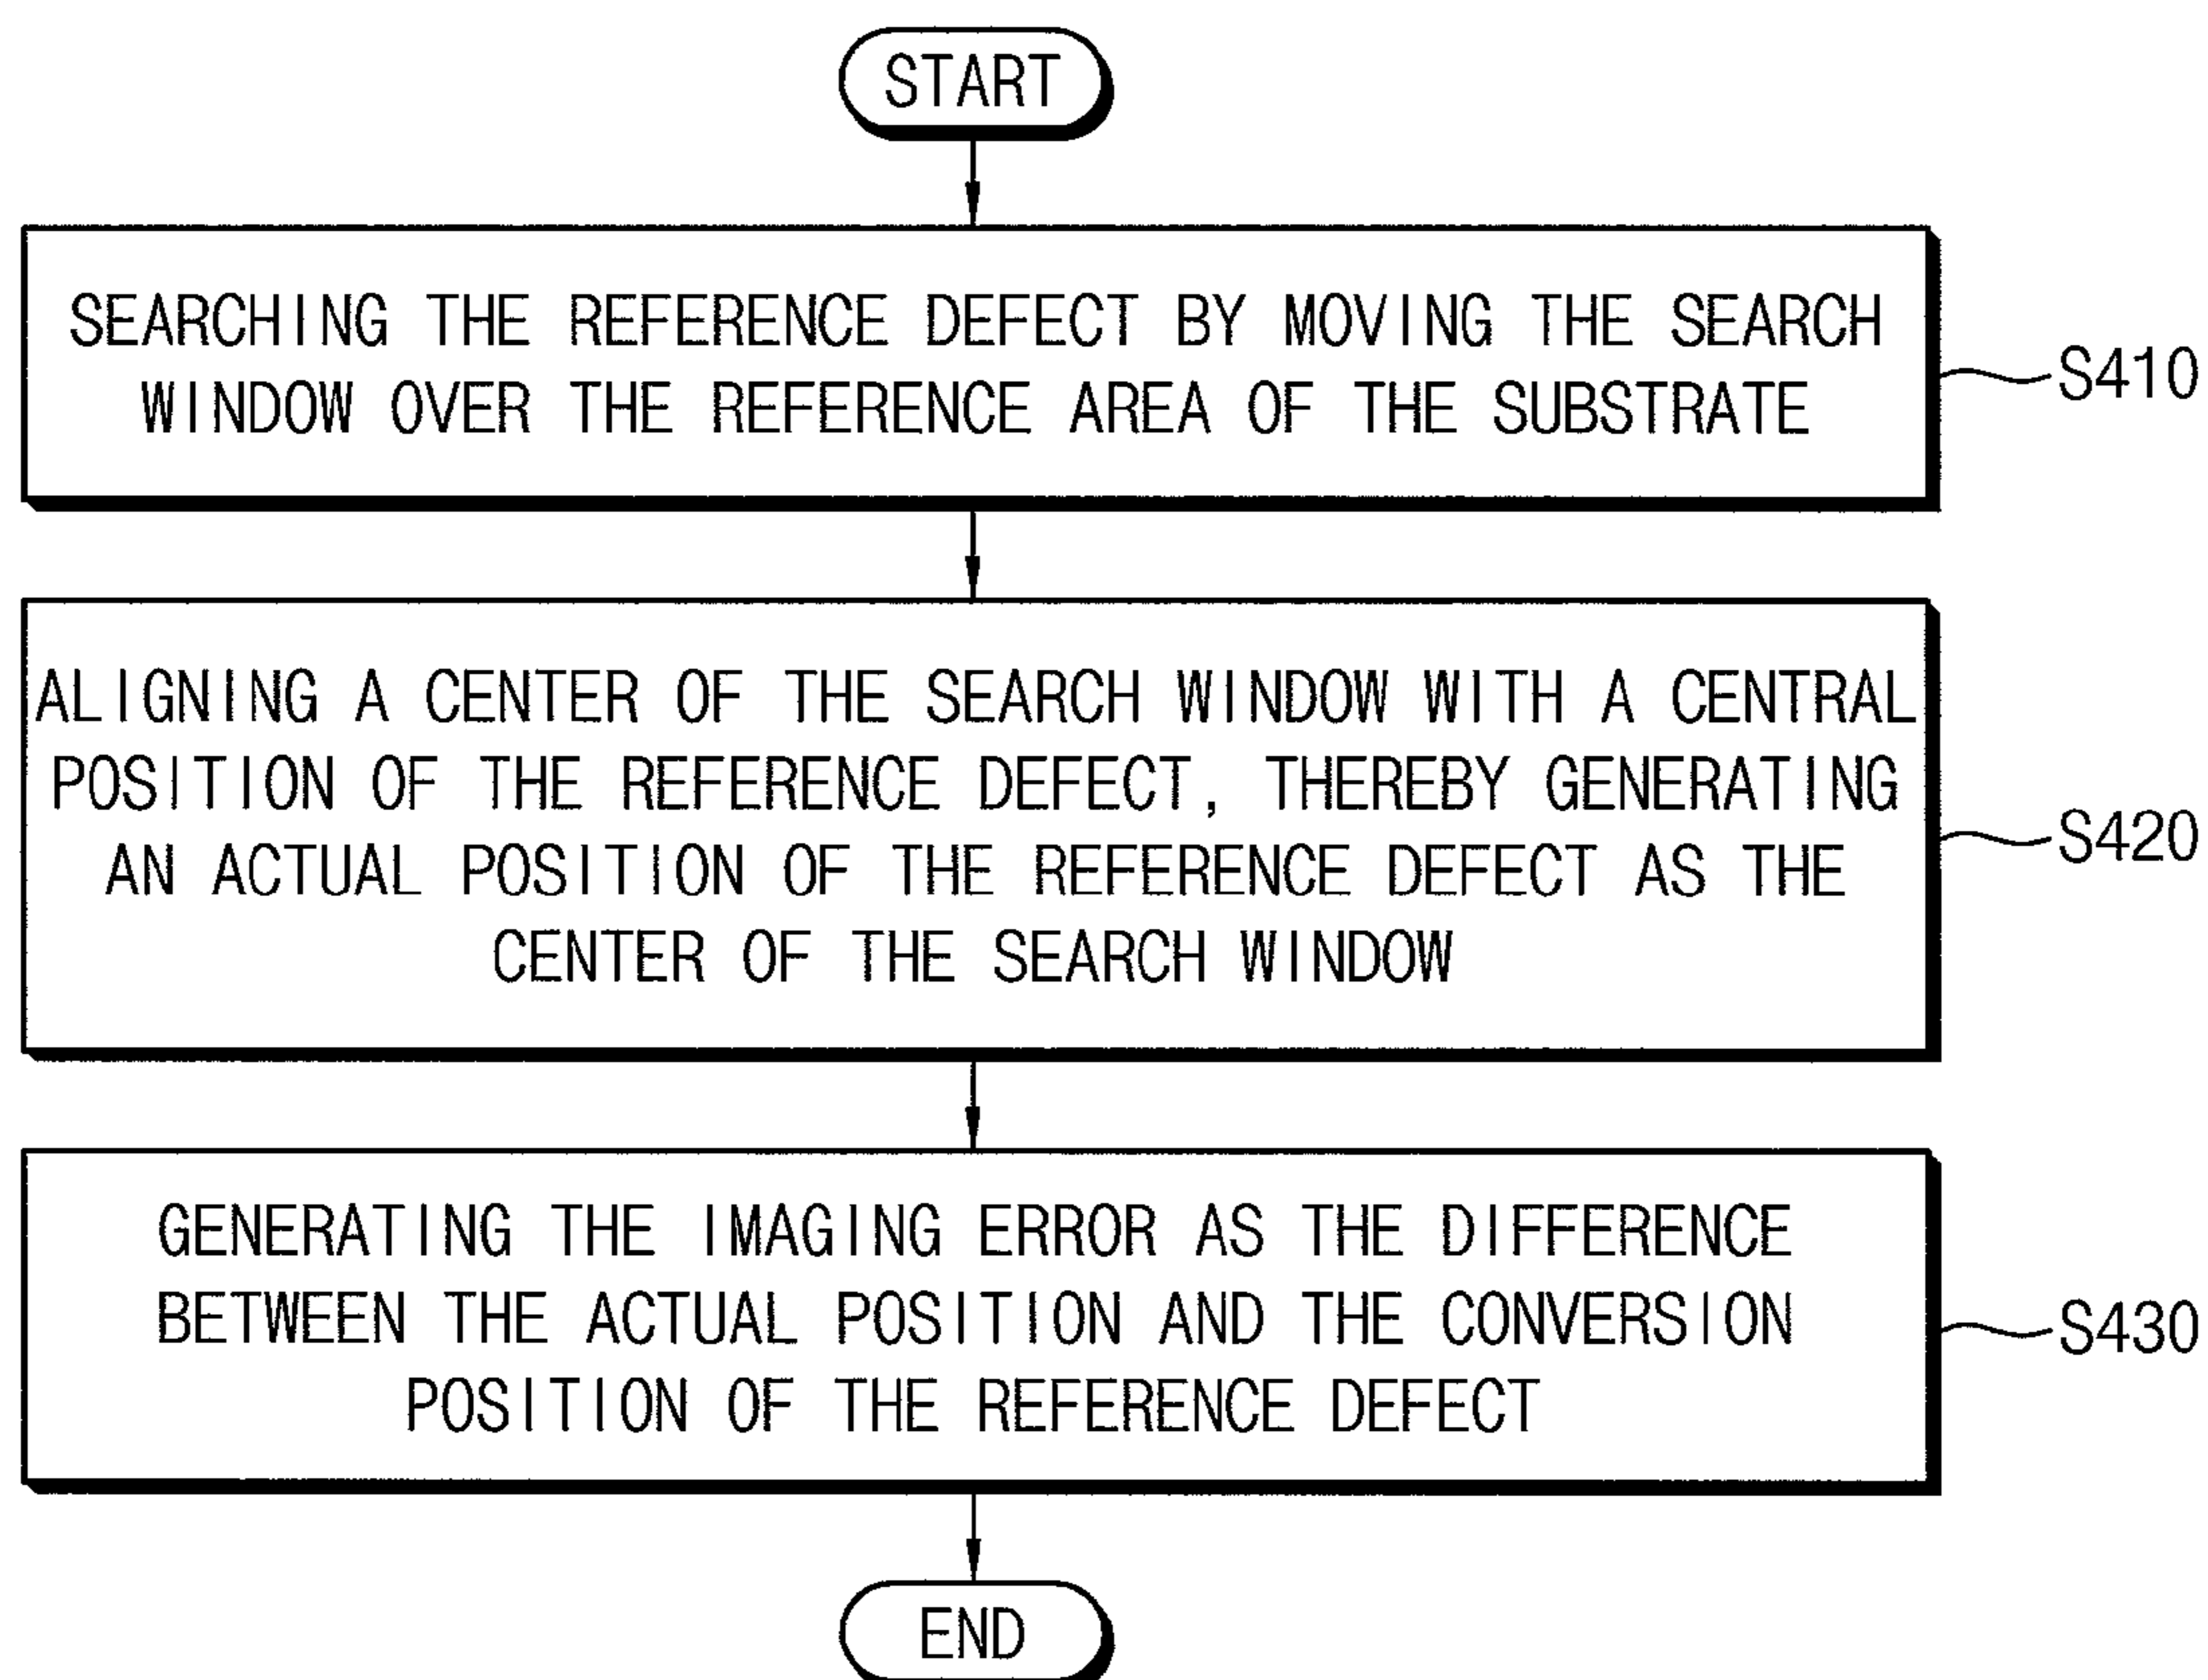 START
SEARCHING THE REFERENCE DEFECT BY MOVING THE SEARCH
WINDOW OVER THE REFERENCE AREA OF THE SUBSTRATE
S410
ALIGNING A CENTER OF THE SEARCH WINDOW WITH A CENTRAL
POSITION OF THE REFERENCE DEFECT, THEREBY GENERATING
AN ACTUAL POSITION OF THE REFERENCE DEFECT AS THE
CENTER OF THE SEARCH WINDOW
S420
GENERATING THE IMAGING ERROR AS THE DIFFERENCE
BETWEEN THE ACTUAL POSITION AND THE CONVERSION
POSITION OF THE REFERENCE DEFECT
S430
END